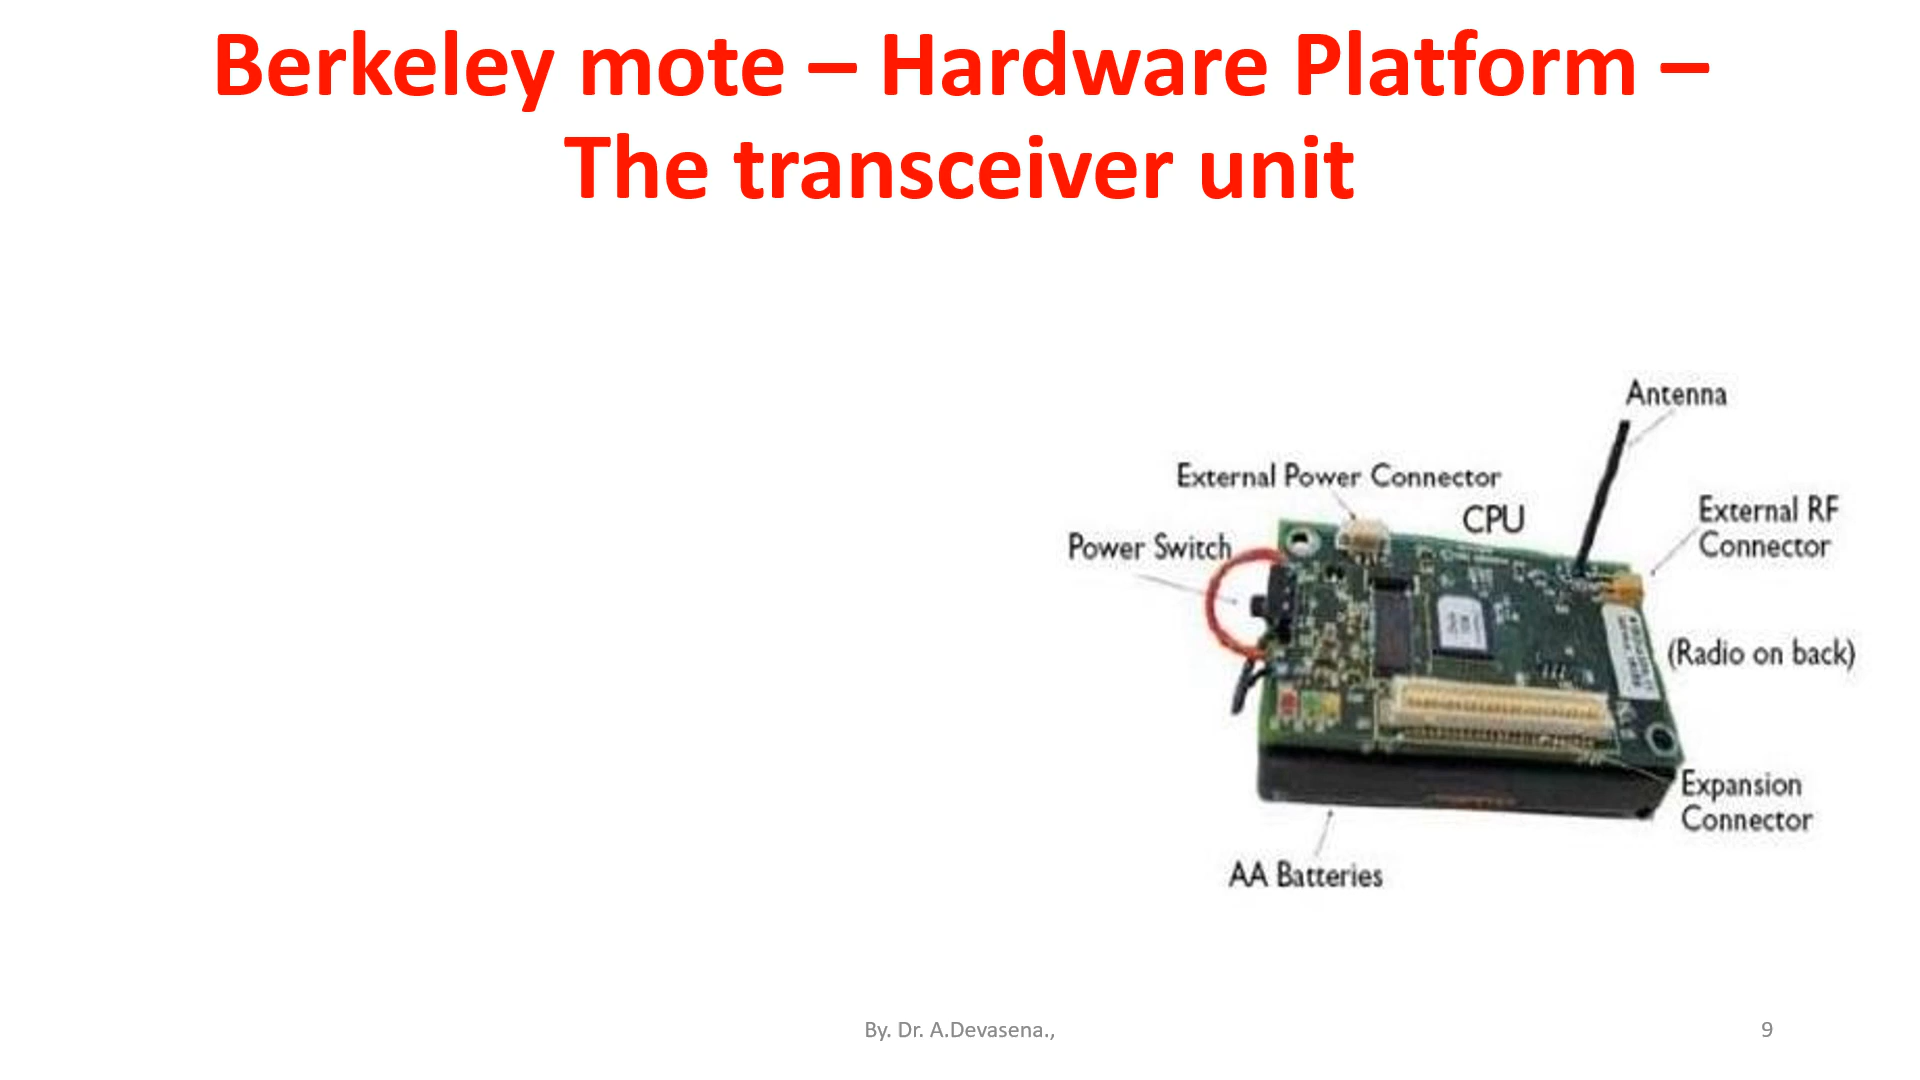 Berkeley mote – Hardware Platform –
The transceiver unit
Antenna
External Power Connector
CPU
External RF
Connector
Power Switch
(Radio on back)
Expansion
Connector
AA Batteries
By. Dr. A.Devasena.,
9